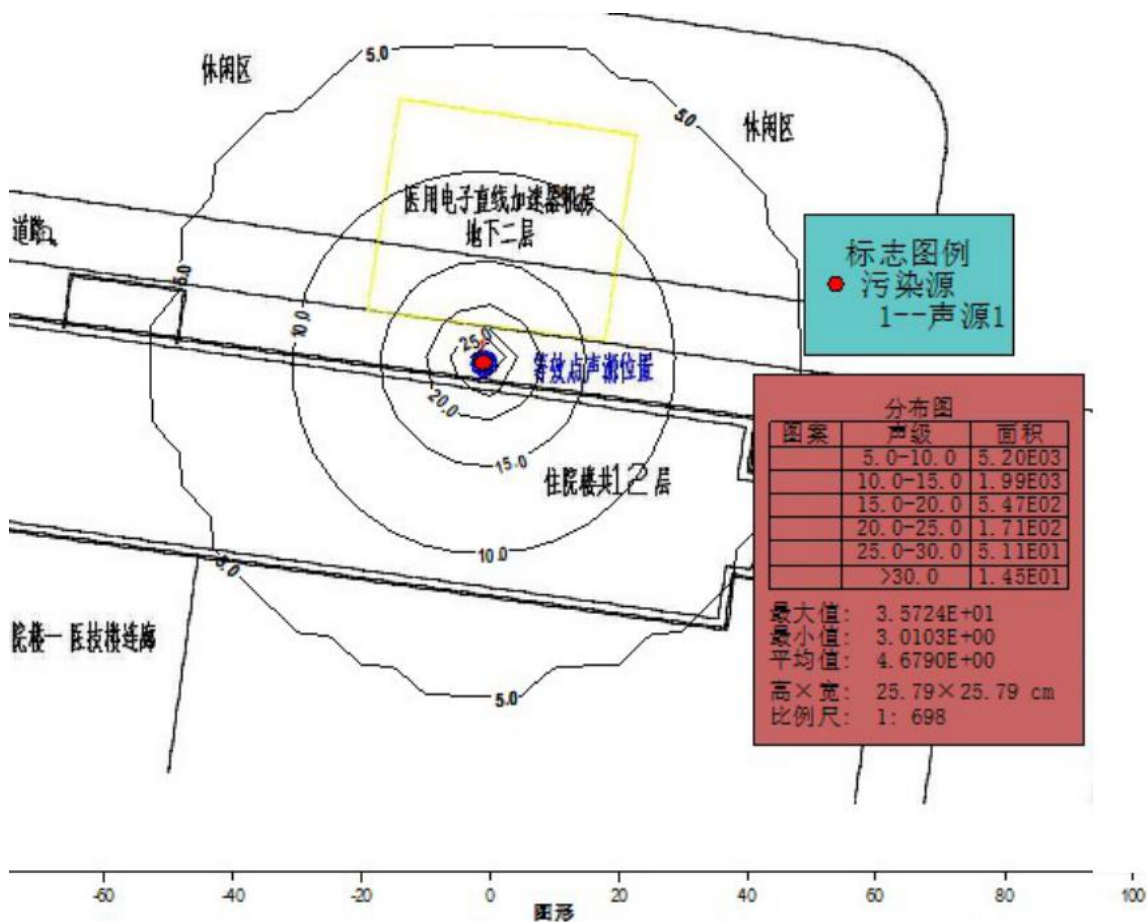 5.0
休闲区
5.0
休闲区
医用电子直线加速器机房
地下二层
道路
5.0
10.0
25.0
等效点声源位置
20.0
15.0
住院楼共12层
10.0
5.0
院楼一医技楼连廊
5.0
标志图例
污染源
1--声源1
分布图
图案 声级 面积
5.0-10.0 5.20E03
10.0-15.0 1.99E03
15.0-20.0 5.47E02
20.0-25.0 1.71E02
25.0-30.0 5.11E01
>30.0 1.45E01
最大值: 3.5724E+01
最小值: 3.0103E+00
平均值: 4.6790E+00
高×宽: 25.79×25.79 cm
比例尺: 1: 698
-60 -40 -20 0 20 40 60 80 100
图形